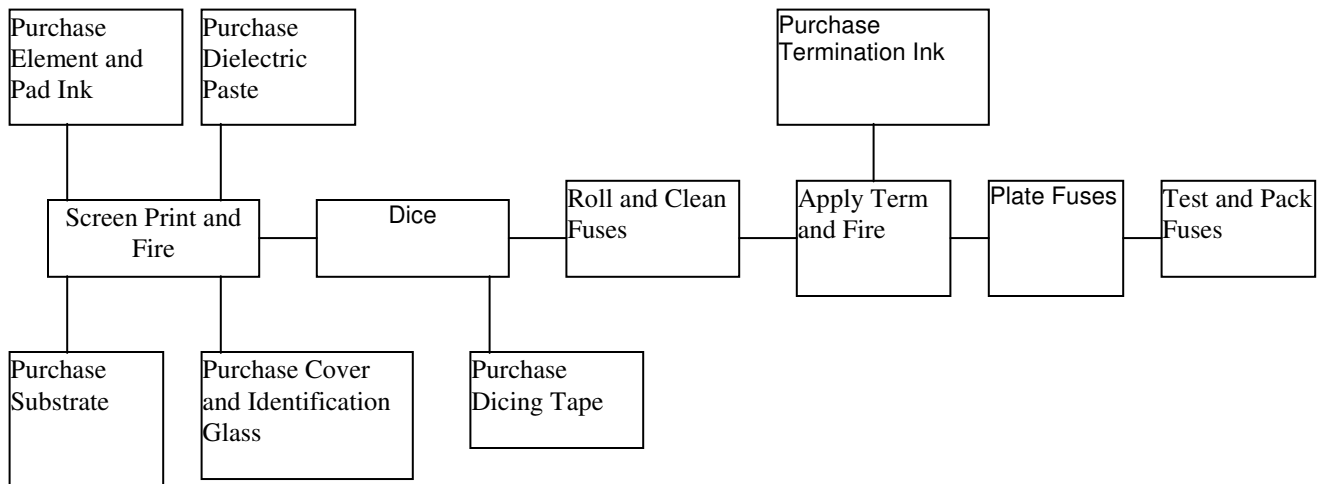 Purchase
Element and
Pad Ink
Purchase
Dielectric
Paste
Purchase
Termination Ink
Screen Print and
Fire
Dice
Roll and Clean
Fuses
Apply Term
and Fire
Plate Fuses
Test and Pack
Fuses
Purchase
Substrate
Purchase Cover
and Identification
Glass
Purchase
Dicing Tape